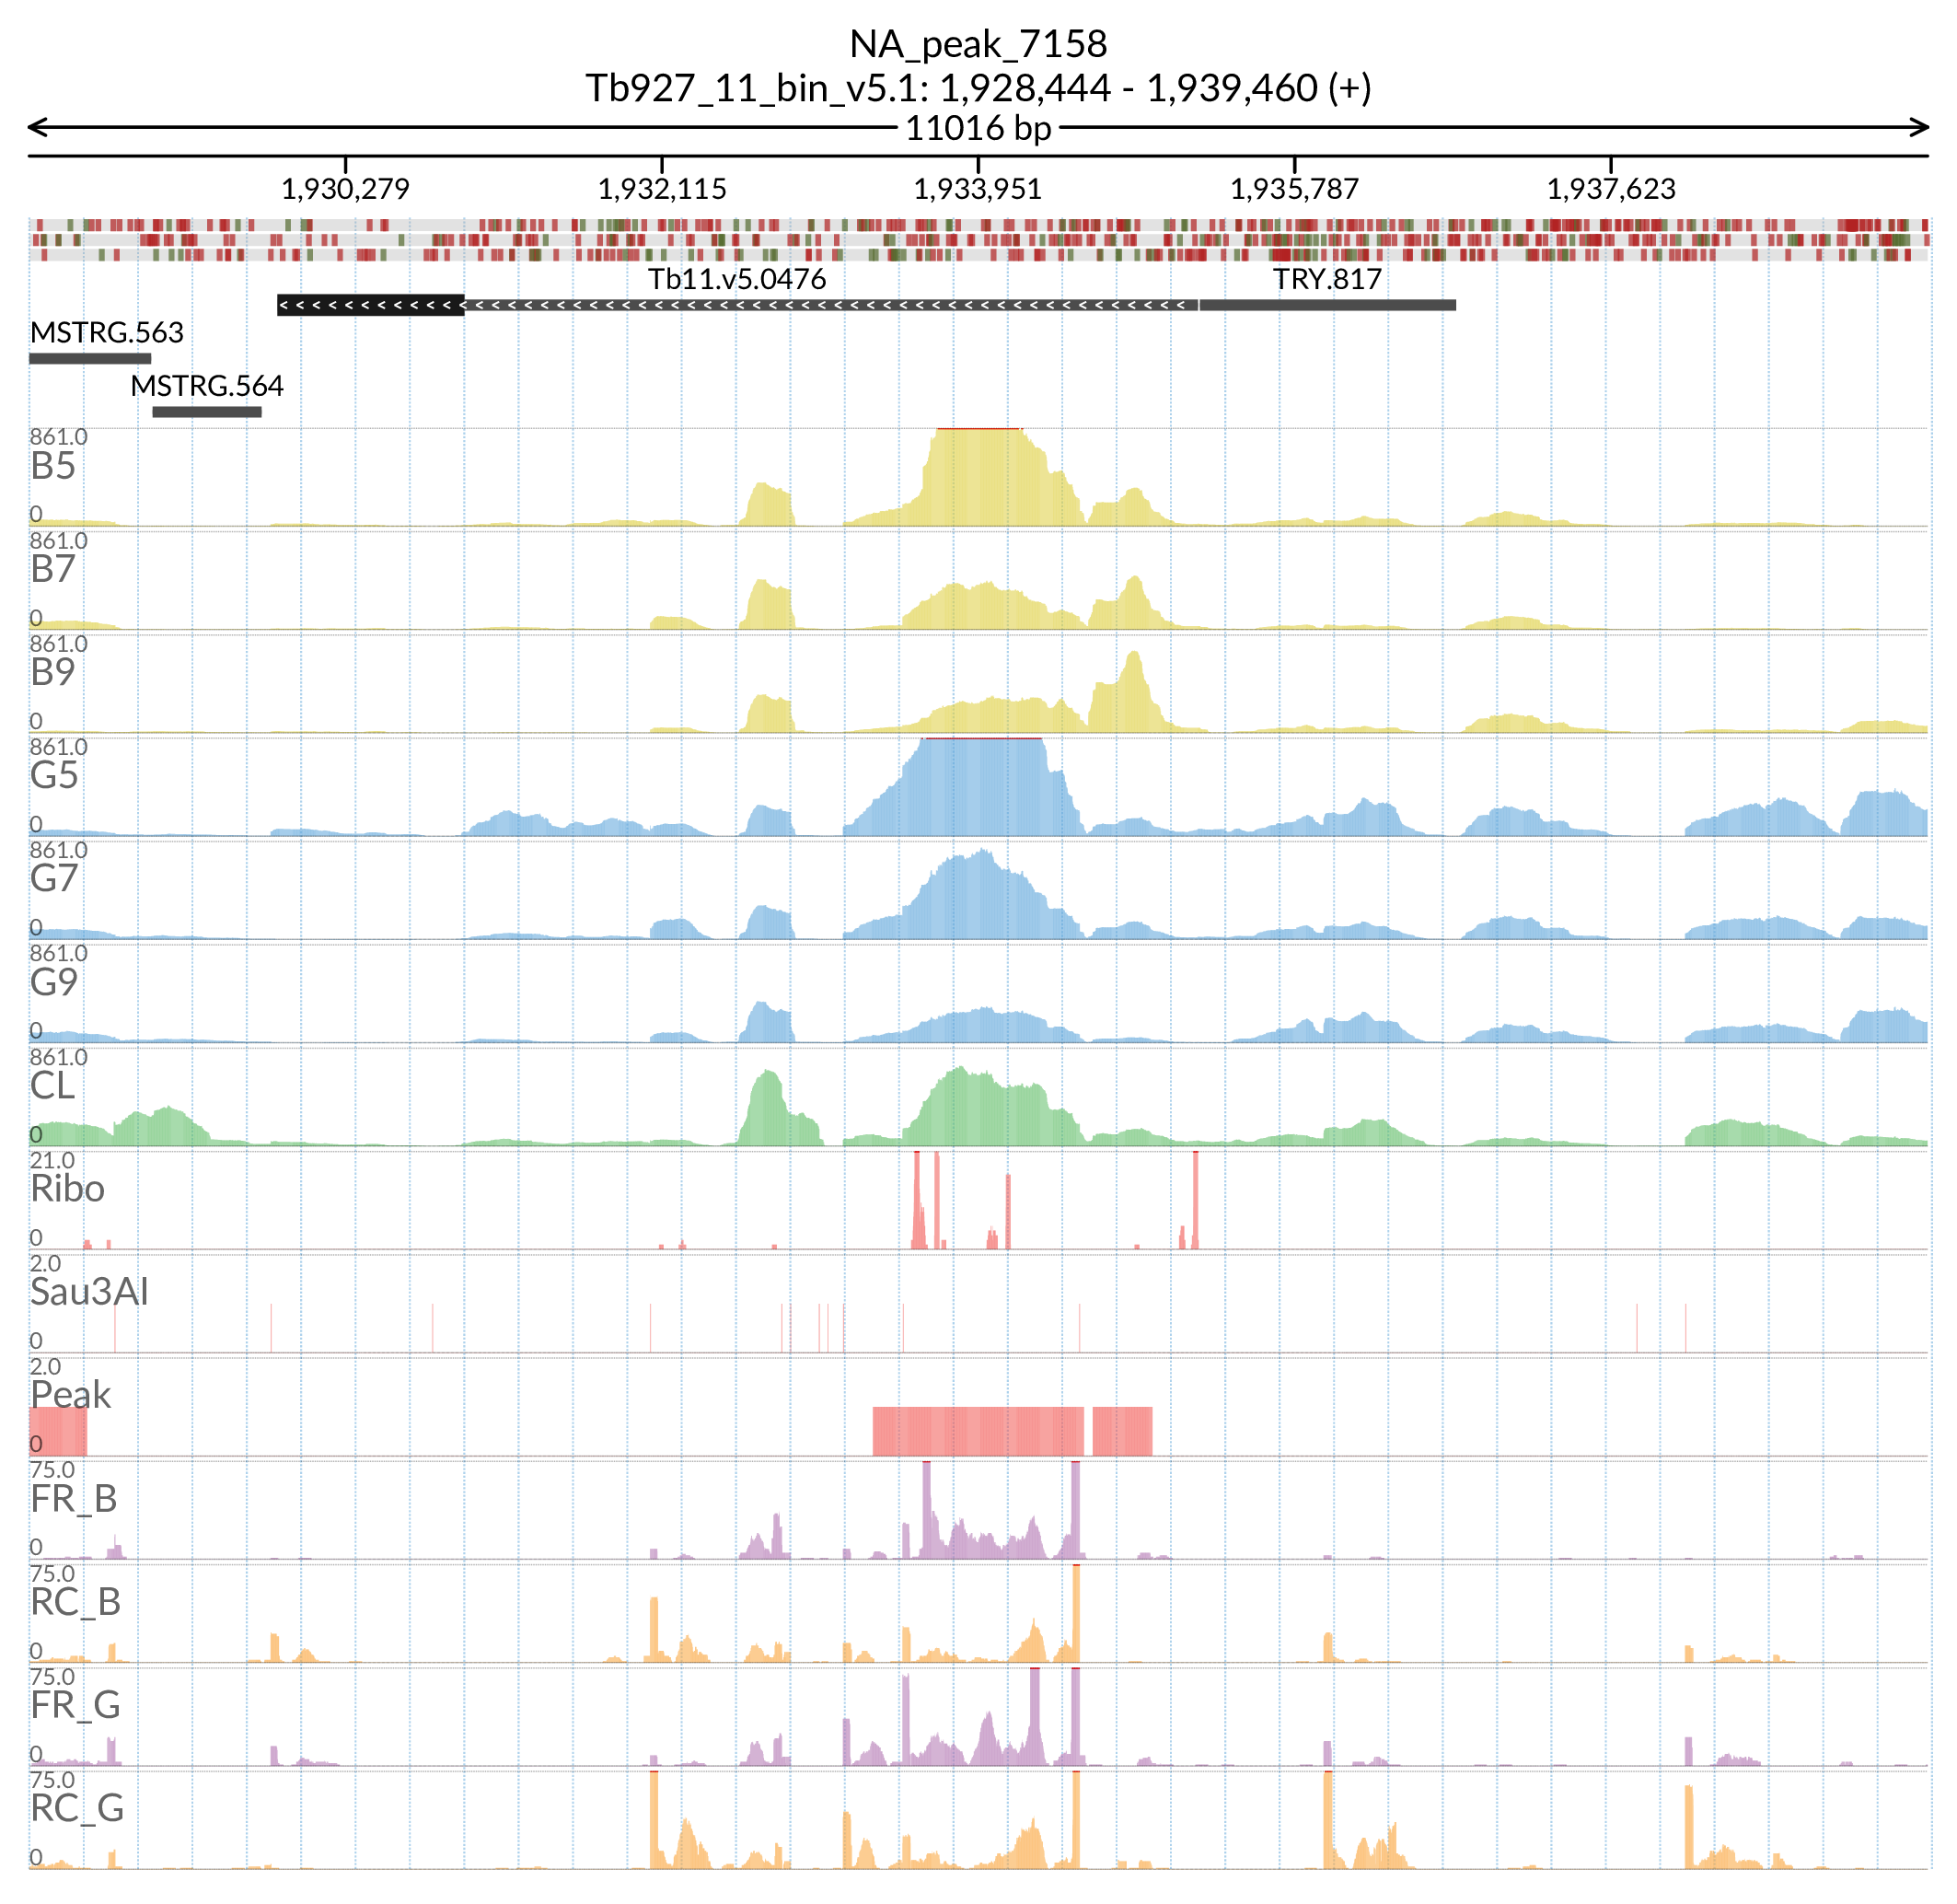 NA_peak_7158
Tb927_11_bin_v5.1: 1,928,444 - 1,939,460 (+)
11016 bp
1,930,279 1,932,115 1,933,951 1,935,787 1,937,623
Tb11.v5.0476 TRY.817
MSTRG.563
MSTRG.564
861.0
B5
0
861.0
B7
0
861.0
B9
0
861.0
G5
0
861.0
G7
0
861.0
G9
0
861.0
CL
0
21.0
Ribo
0
2.0
Sau3AI
0
2.0
Peak
0
75.0
FR_B
0
75.0
RC_B
0
75.0
FR_G
0
75.0
RC_G
0